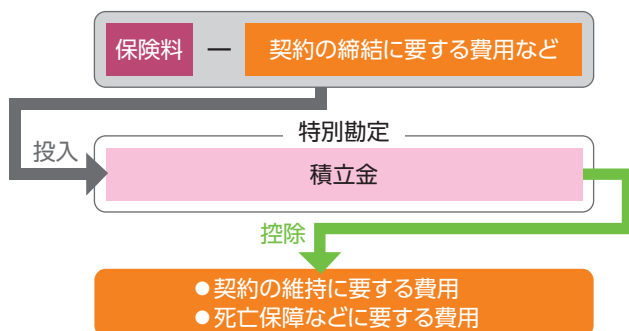 保険料 ー 契約の締結に要する費用など
特別勘定
投入
積立金
控除
●契約の維持に要する費用
●死亡保障などに要する費用